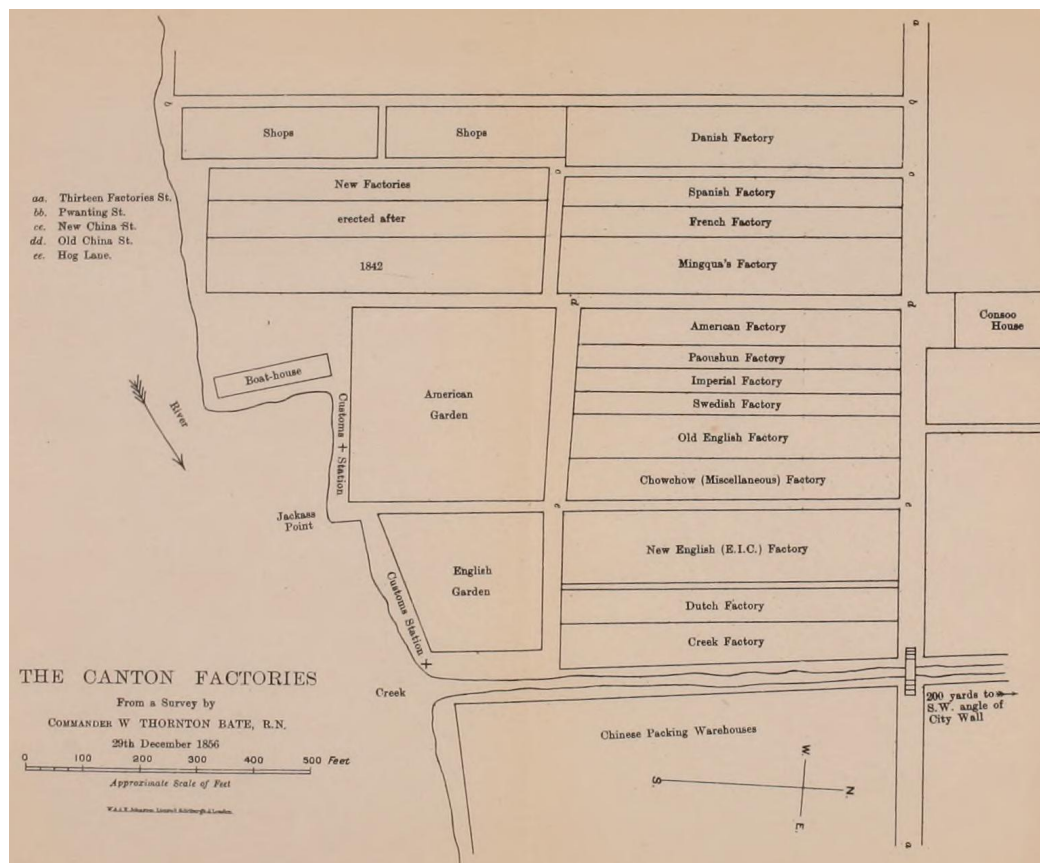 a
b
b
Shops
Shops
Danish Factory
c
c
New Factories
erected after
1842
Spanish Factory
French Factory
Mingqua's Factory
aa. Thirteen Factories St.
bb. Pwanting St.
cc. New China St.
dd. Old China St.
ee. Hog Lane.
d
d
Consoo
House
American Factory
Paoushun Factory
Imperial Factory
Swedish Factory
Old English Factory
Chowchow (Miscellaneous) Factory
Boat-house
River
Customs + Station
American
Garden
Jackass
Point
e
e
New English (E.I.C.) Factory
Dutch Factory
Creek Factory
English
Garden
Customs Station +
Creek
200 yards to
S.W. angle of
City Wall
Chinese Packing Warehouses
W.
S.
N.
E.
a
THE CANTON FACTORIES
From a Survey by
COMMANDER W THORNTON BATE, R.N.
29th December 1856
0 100 200 300 400 500 Feet
Approximate Scale of Feet
W.& A.K. Johnston, Limited, Edinburgh & London.